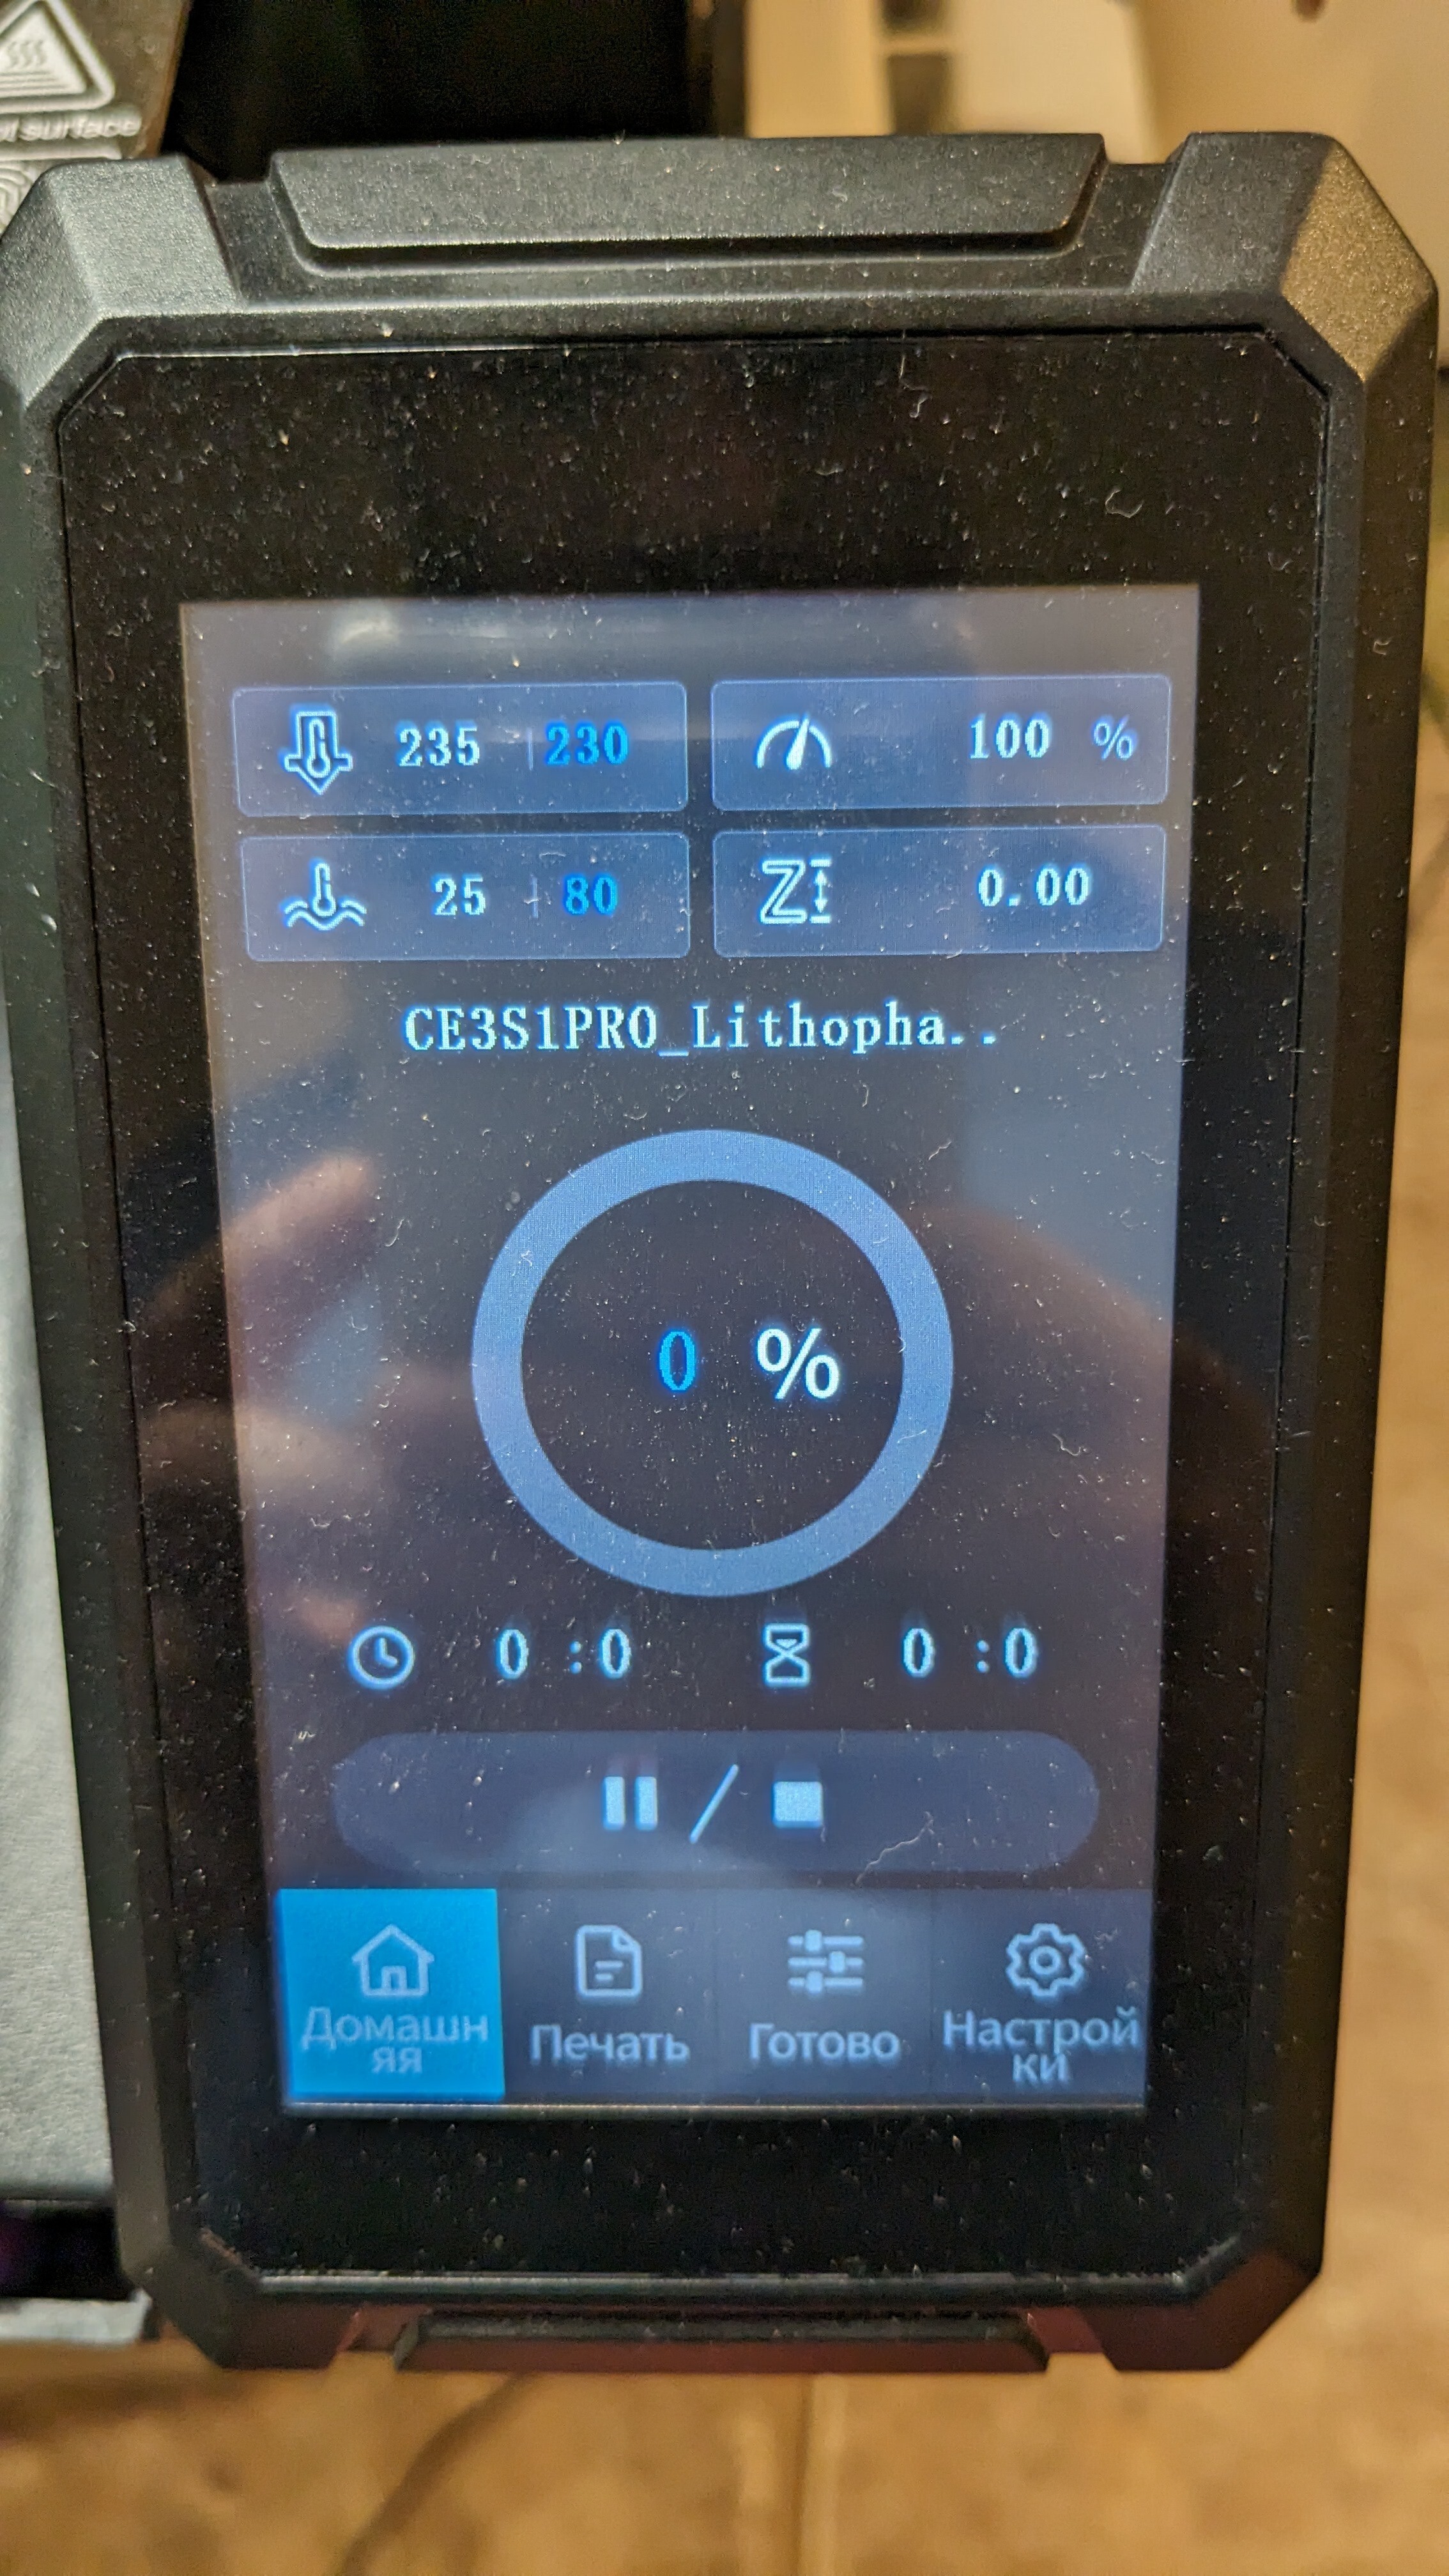 surface
235 | 230
100 %
25 | 80
Z 0.00
CE3S1PRO_Lithopha..
0 %
0 :0
0 :0
Домашн
яя
Печать
Готово
Настрой
ки